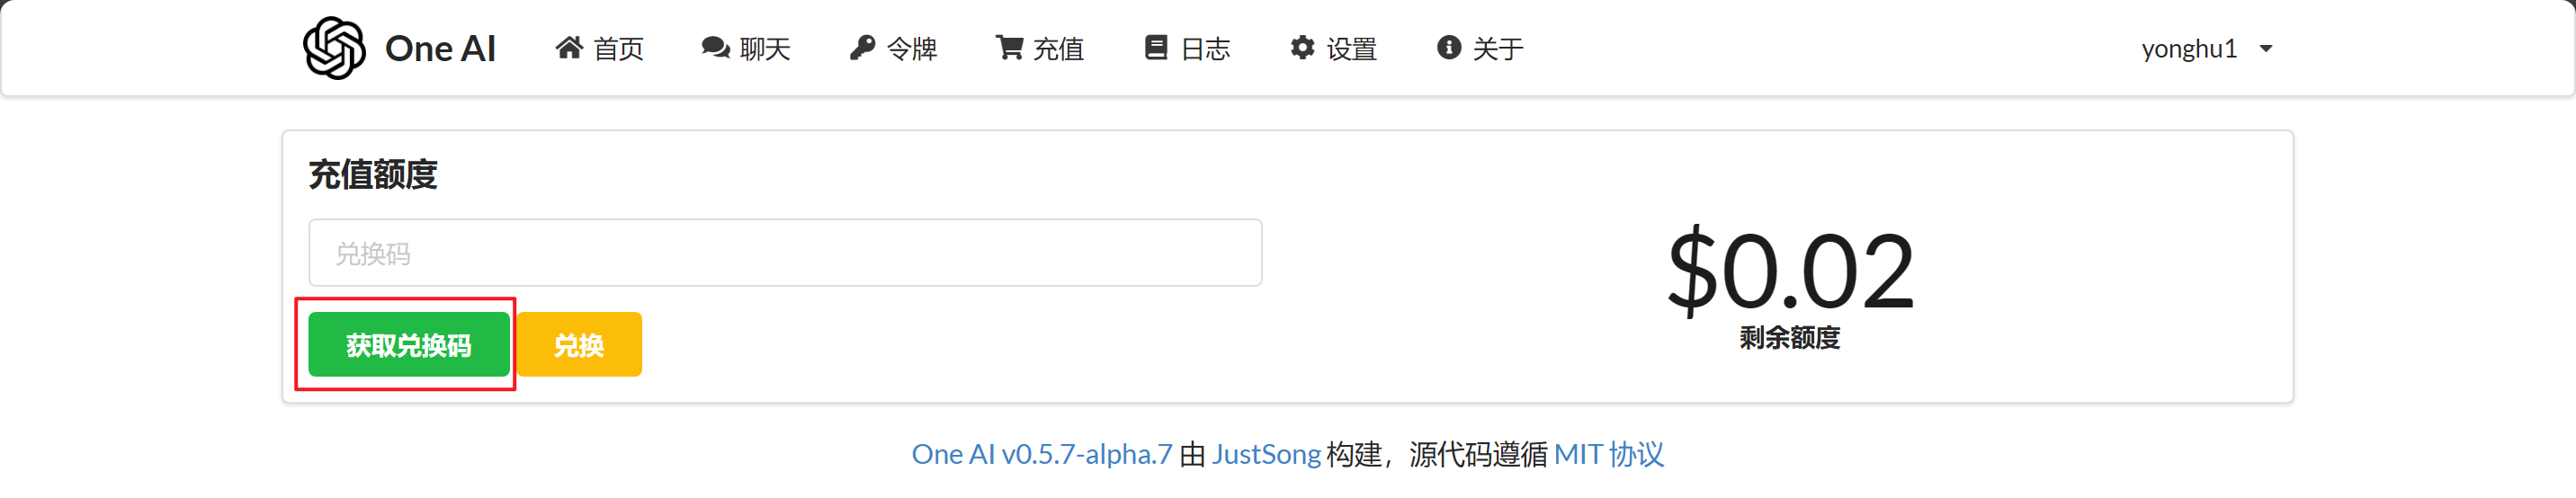 One AI 首页 聊天 令牌 充值 日志 设置 关于 yonghu1
充值额度
兑换码
获取兑换码 兑换
$0.02
剩余额度
One AI v0.5.7-alpha.7 由 JustSong 构建，源代码遵循 MIT 协议